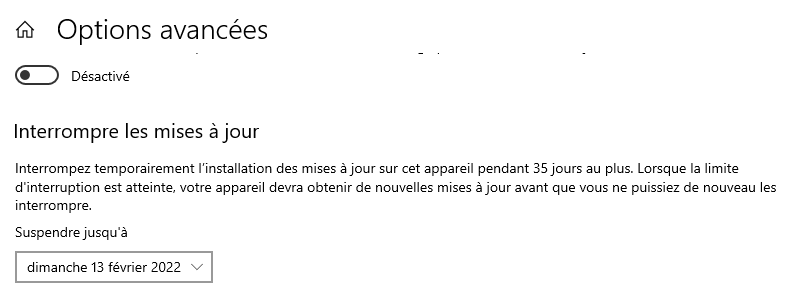 Options avancées
Désactivé
Interrompre les mises à jour
Interrompez temporairement l'installation des mises à jour sur cet appareil pendant 35 jours au plus. Lorsque la limite
d'interruption est atteinte, votre appareil devra obtenir de nouvelles mises à jour avant que vous ne puissiez de nouveau les
interrompre.
Suspendre jusqu'à
dimanche 13 février 2022